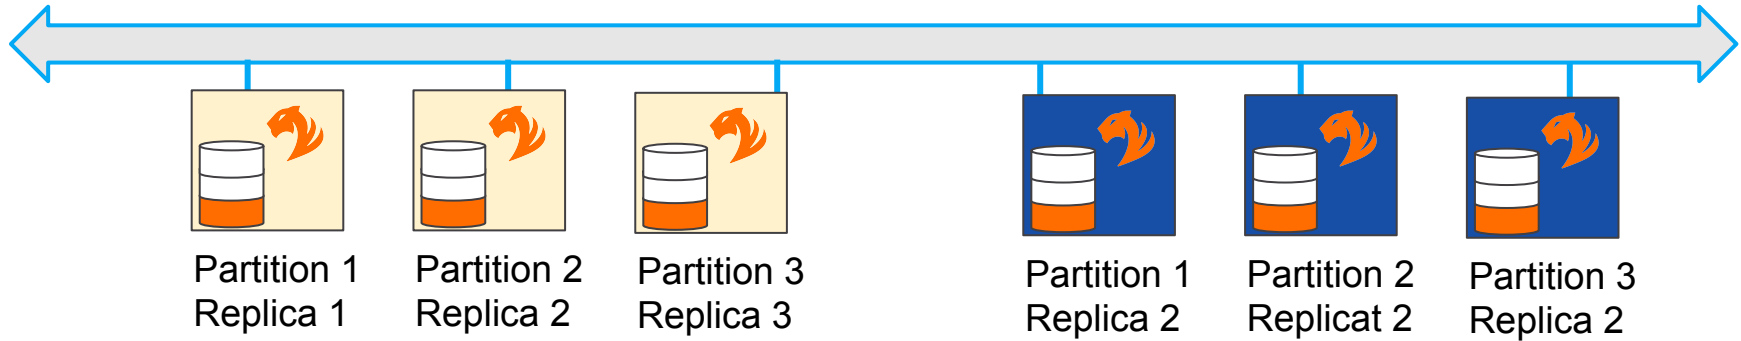 Partition 1
Replica 1
Partition 2
Replica 2
Partition 3
Replica 3
Partition 1
Replica 2
Partition 2
Replicat 2
Partition 3
Replica 2